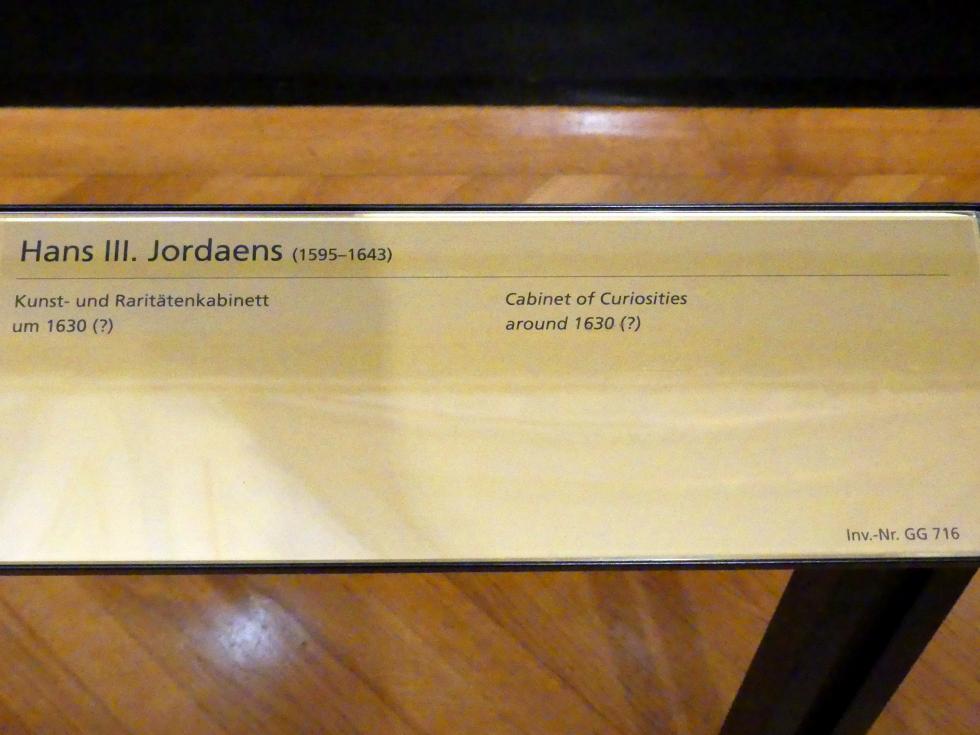 Hans III. Jordaens (1595–1643)
Kunst- und Raritätenkabinett
um 1630 (?)
Cabinet of Curiosities
around 1630 (?)
Inv.-Nr. GG 716